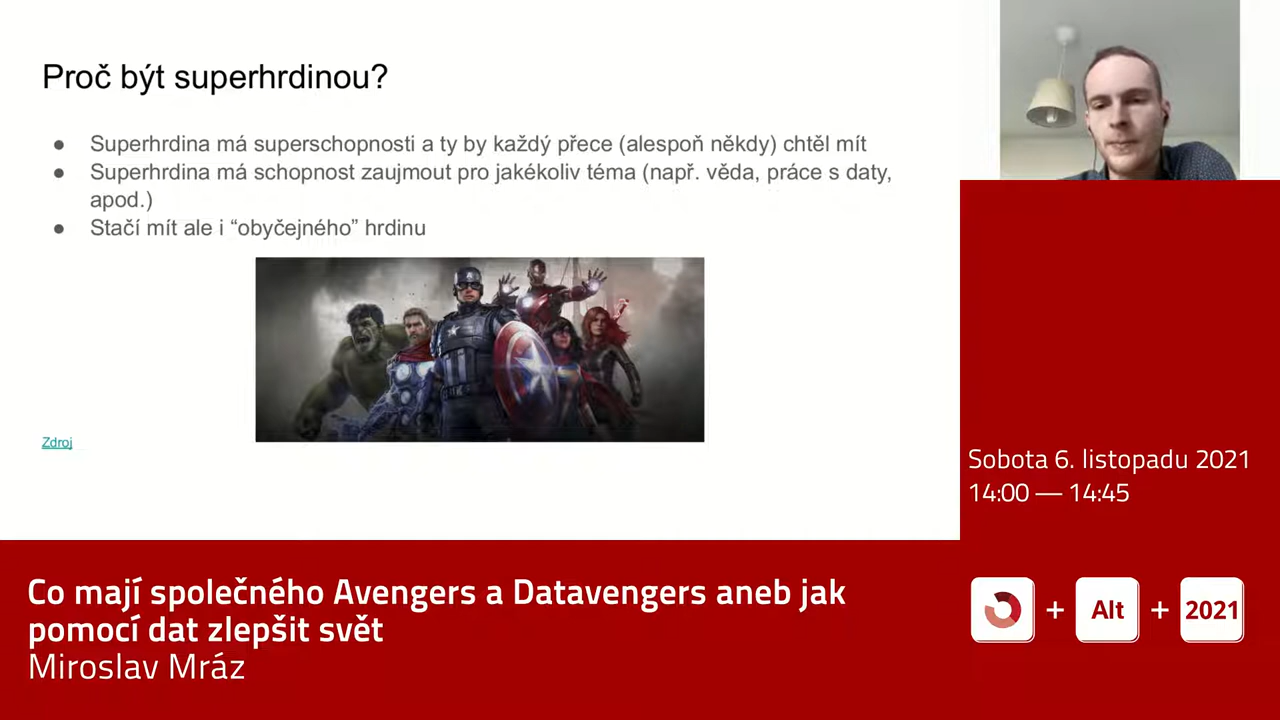 Proč být superhrdinou?
● Superhrdina má superschopnosti a ty by každý přece (alespoň někdy) chtěl mít
● Superhrdina má schopnost zaujmout pro jakékoliv téma (např. věda, práce s daty,
apod.)
● Stačí mít ale i “obyčejného” hrdinu
Zdroj
Sobota 6. listopadu 2021
14:00 — 14:45
Co mají společného Avengers a Datavengers aneb jak
pomocí dat zlepšit svět
Miroslav Mráz
+ Alt + 2021